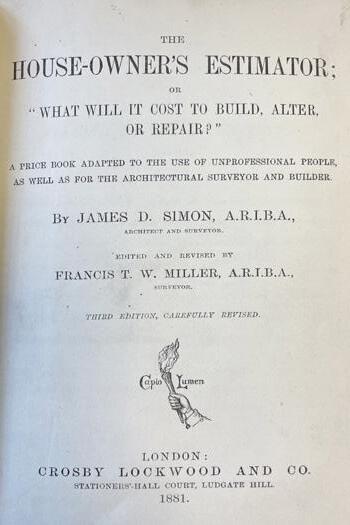 THE
HOUSE-OWNER'S ESTIMATOR;
OR
"WHAT WILL IT COST TO BUILD, ALTER,
OR REPAIR?"
A PRICE BOOK ADAPTED TO THE USE OF UNPROFESSIONAL PEOPLE,
AS WELL AS FOR THE ARCHITECTURAL SURVEYOR AND BUILDER.
BY JAMES D. SIMON, A.R.I.B.A.,
ARCHITECT AND SURVEYOR.
EDITED AND REVISED BY
FRANCIS T. W. MILLER, A.R.I.B.A.,
SURVEYOR.
THIRD EDITION, CAREFULLY REVISED.
Capio Lumen
LONDON:
CROSBY LOCKWOOD AND CO.
STATIONERS'-HALL COURT, LUDGATE HILL.
1881.